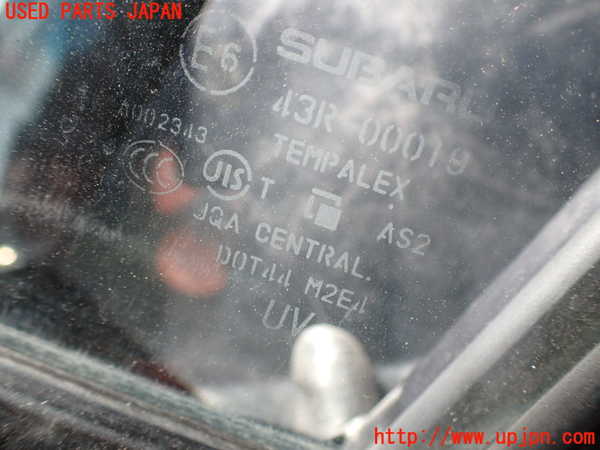 USED PARTS JAPAN
E6 SUBARU
43R-00019
A002343
TEMPALEX
CCC JIS T AS2
JQA CENTRAL.
DOT44 M2E4
UV
http://www.upjpn.com/